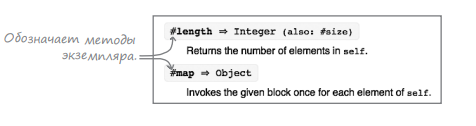 Обозначает методы
экземпляра.
#length ⇒ Integer (also: #size)
Returns the number of elements in self.
#map ⇒ Object
Invokes the given block once for each element of self.